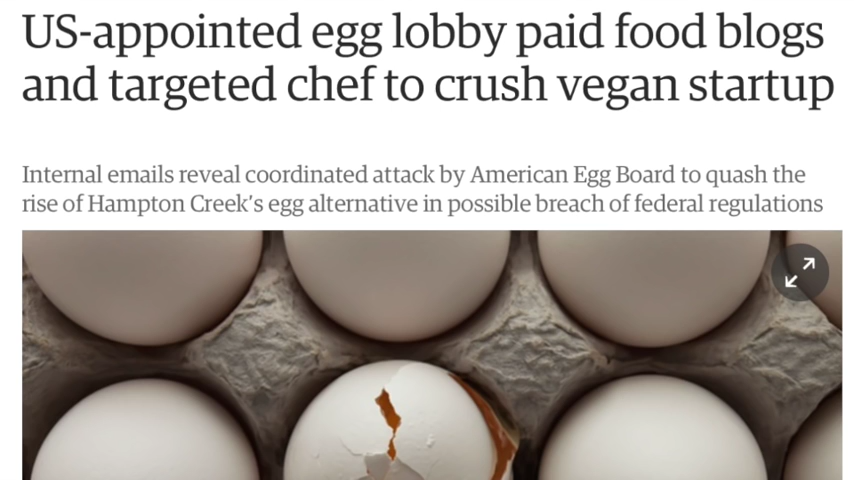 US-appointed egg lobby paid food blogs
and targeted chef to crush vegan startup
Internal emails reveal coordinated attack by American Egg Board to quash the
rise of Hampton Creek’s egg alternative in possible breach of federal regulations